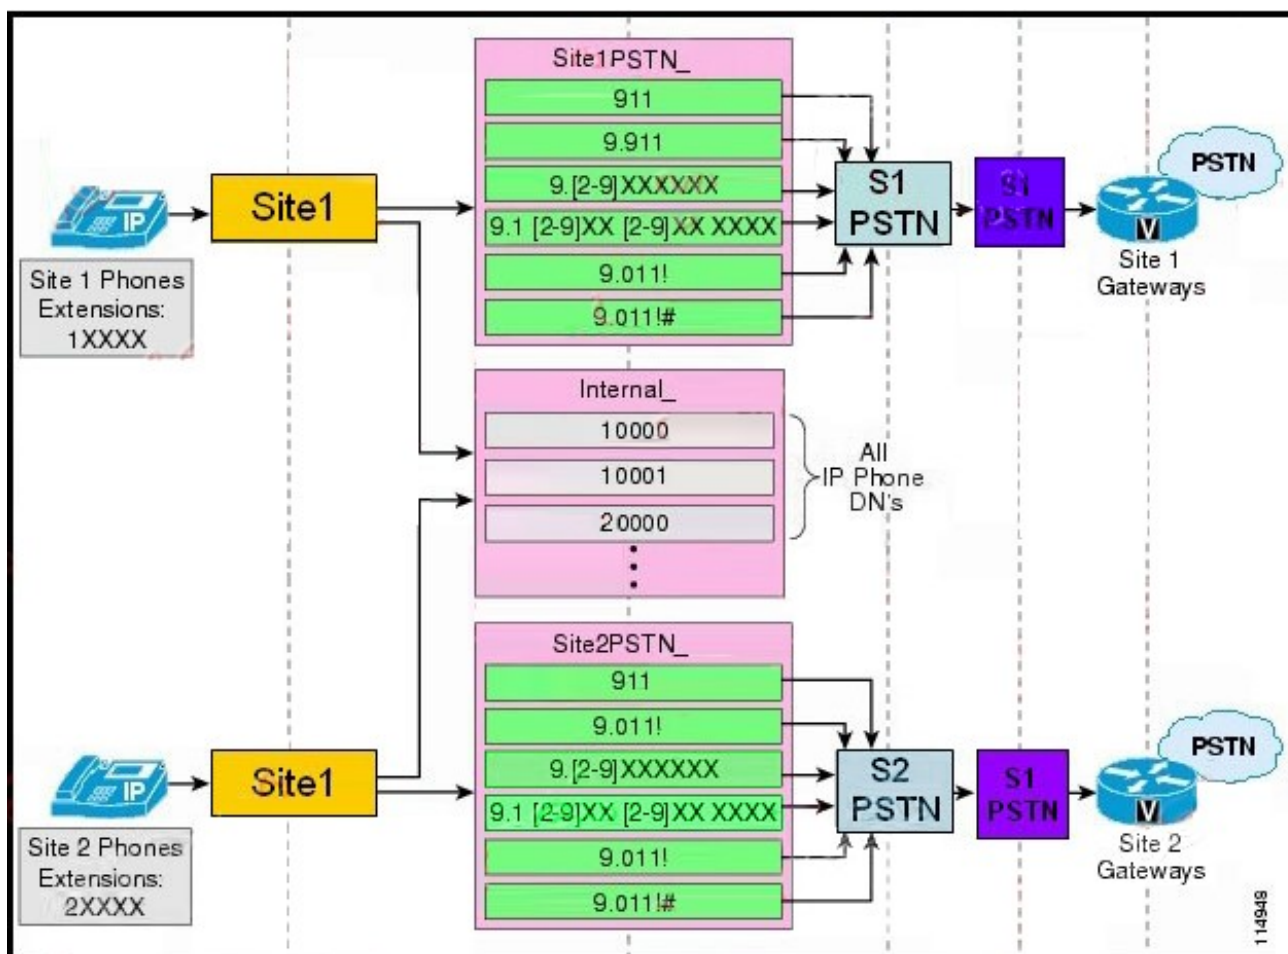 Site1PSTN_
911
9.911
9.[2-9]XXXXXX
9.1 [2-9]XX [2-9]XX XXXX
9.011!
9.011!#
IP
Site1
S1
PSTN
S1
PSTN
V
PSTN
Site 1
Gateways
Site 1 Phones
Extensions:
1XXXX
Internal_
10000
10001
20000
All
IP Phone
DN's
Site2PSTN_
911
9.011!
9.[2-9]XXXXXX
9.1 [2-9]XX [2-9]XX XXXX
9.011!
9.011!#
IP
Site1
S2
PSTN
S1
PSTN
V
PSTN
Site 2
Gateways
Site 2 Phones
Extensions:
2XXXX
114948